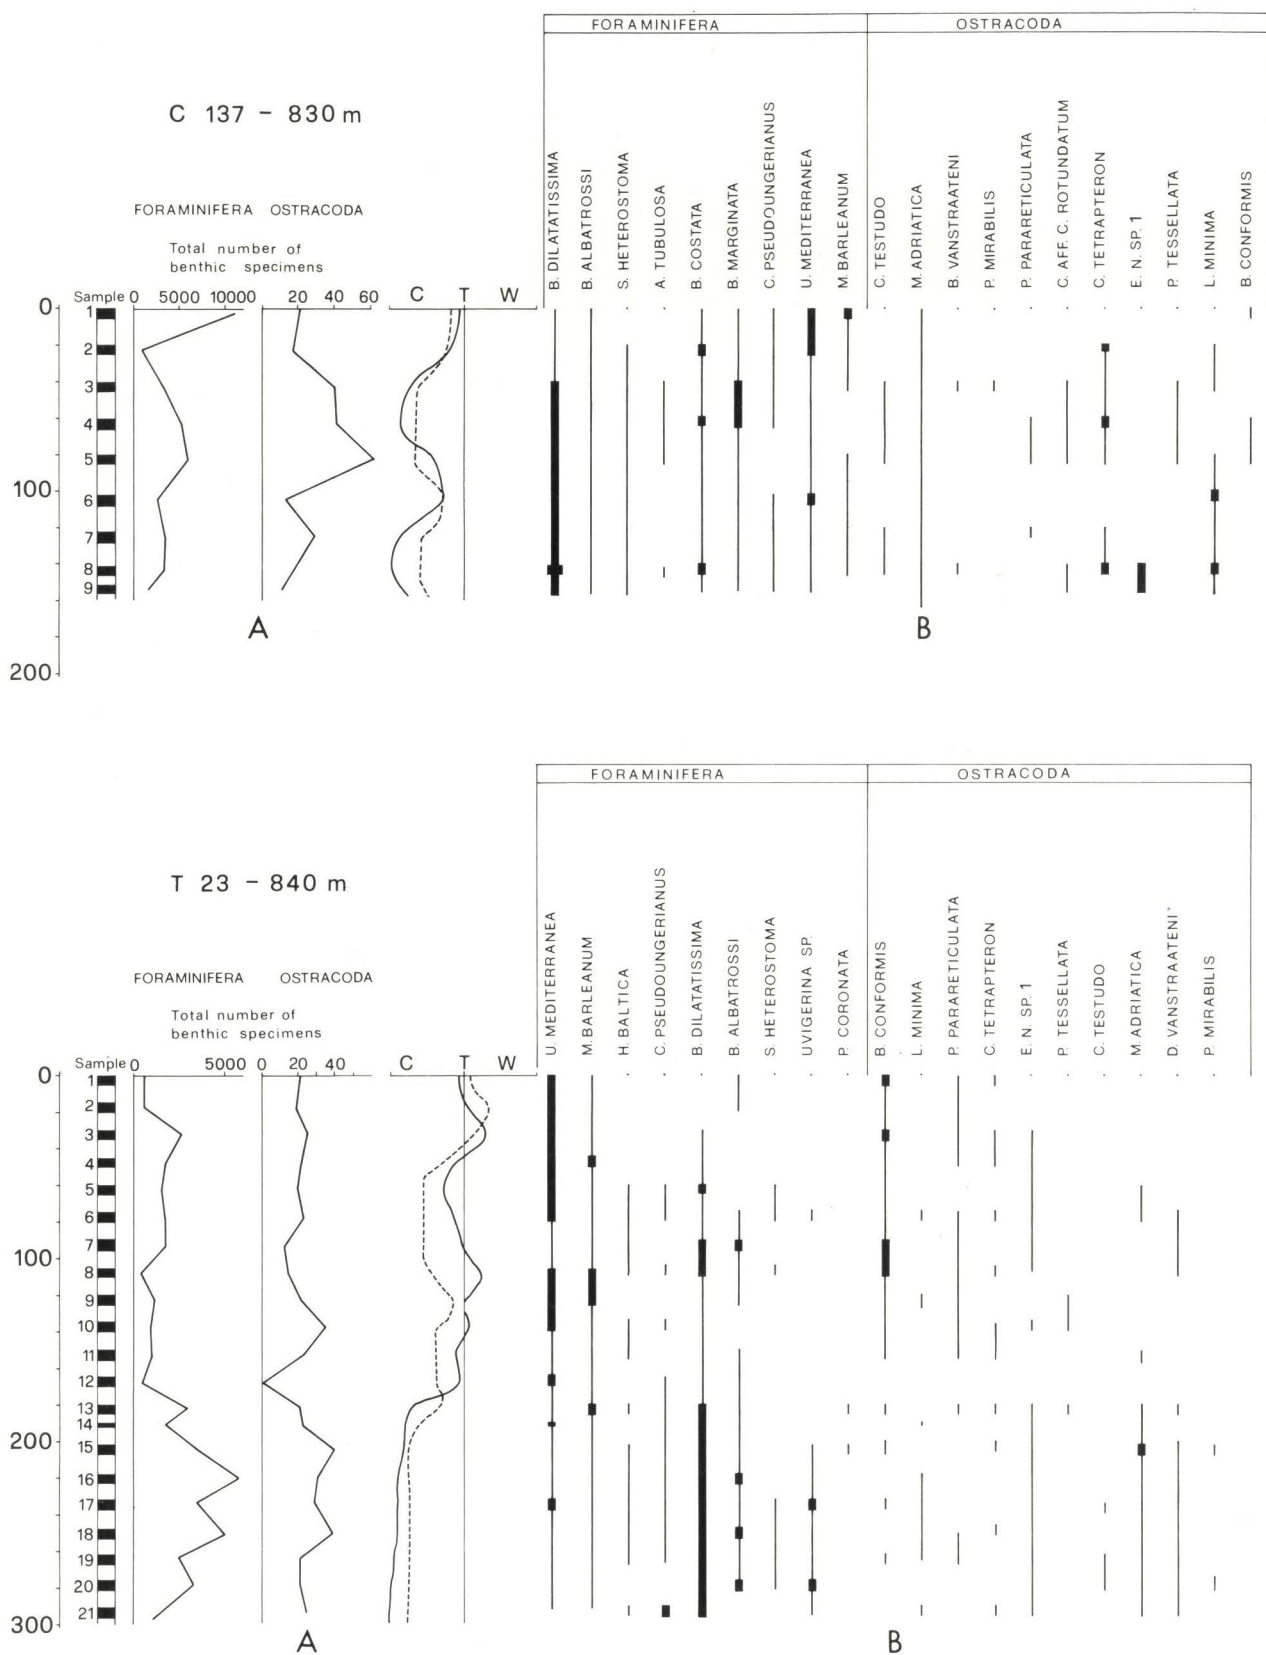 FORAMINIFERA OSTRACODA
C 137 - 830 m
FORAMINIFERA OSTRACODA
Total number of
benthic specimens
B. DILATATISSIMA
B. ALBATROSSI
S. HETEROSTOMA
A. TUBULOSA
B. COSTATA
B. MARGINATA
C. PSEUDOUNGERIANUS
U. MEDITERRANEA
M. BARLEANUM
C. TESTUDO
M. ADRIATICA
B. VANSTRAATENI
P. MIRABILIS
P. PARARETICULATA
C. AFF. C. ROTUNDATUM
C. TETRAPTERON
E. N. SP. 1
P. TESSELLATA
L. MINIMA
B. CONFORMIS
Sample 0 5000 10000 20 40 60 C T W
0
1
2
3
4
5
100
6
7
8
9
A B
200
FORAMINIFERA OSTRACODA
T 23 - 840 m
FORAMINIFERA OSTRACODA
Total number of
benthic specimens
U. MEDITERRANEA
M. BARLEANUM
H. BALTICA
C. PSEUDOUNGERIANUS
B. DILATATISSIMA
B. ALBATROSSI
S. HETEROSTOMA
UVIGERINA SP.
P. CORONATA
B. CONFORMIS
L. MINIMA
P. PARARETICULATA
C. TETRAPTERON
E. N. SP. 1
P. TESSELLATA
C. TESTUDO
M. ADRIATICA
D. VANSTRAATENI
P. MIRABILIS
Sample 0 5000 0 20 40 C T W
0
1
2
3
4
5
6
7
100
8
9
10
11
12
13
14
200
15
16
17
18
19
20
21
300
A B